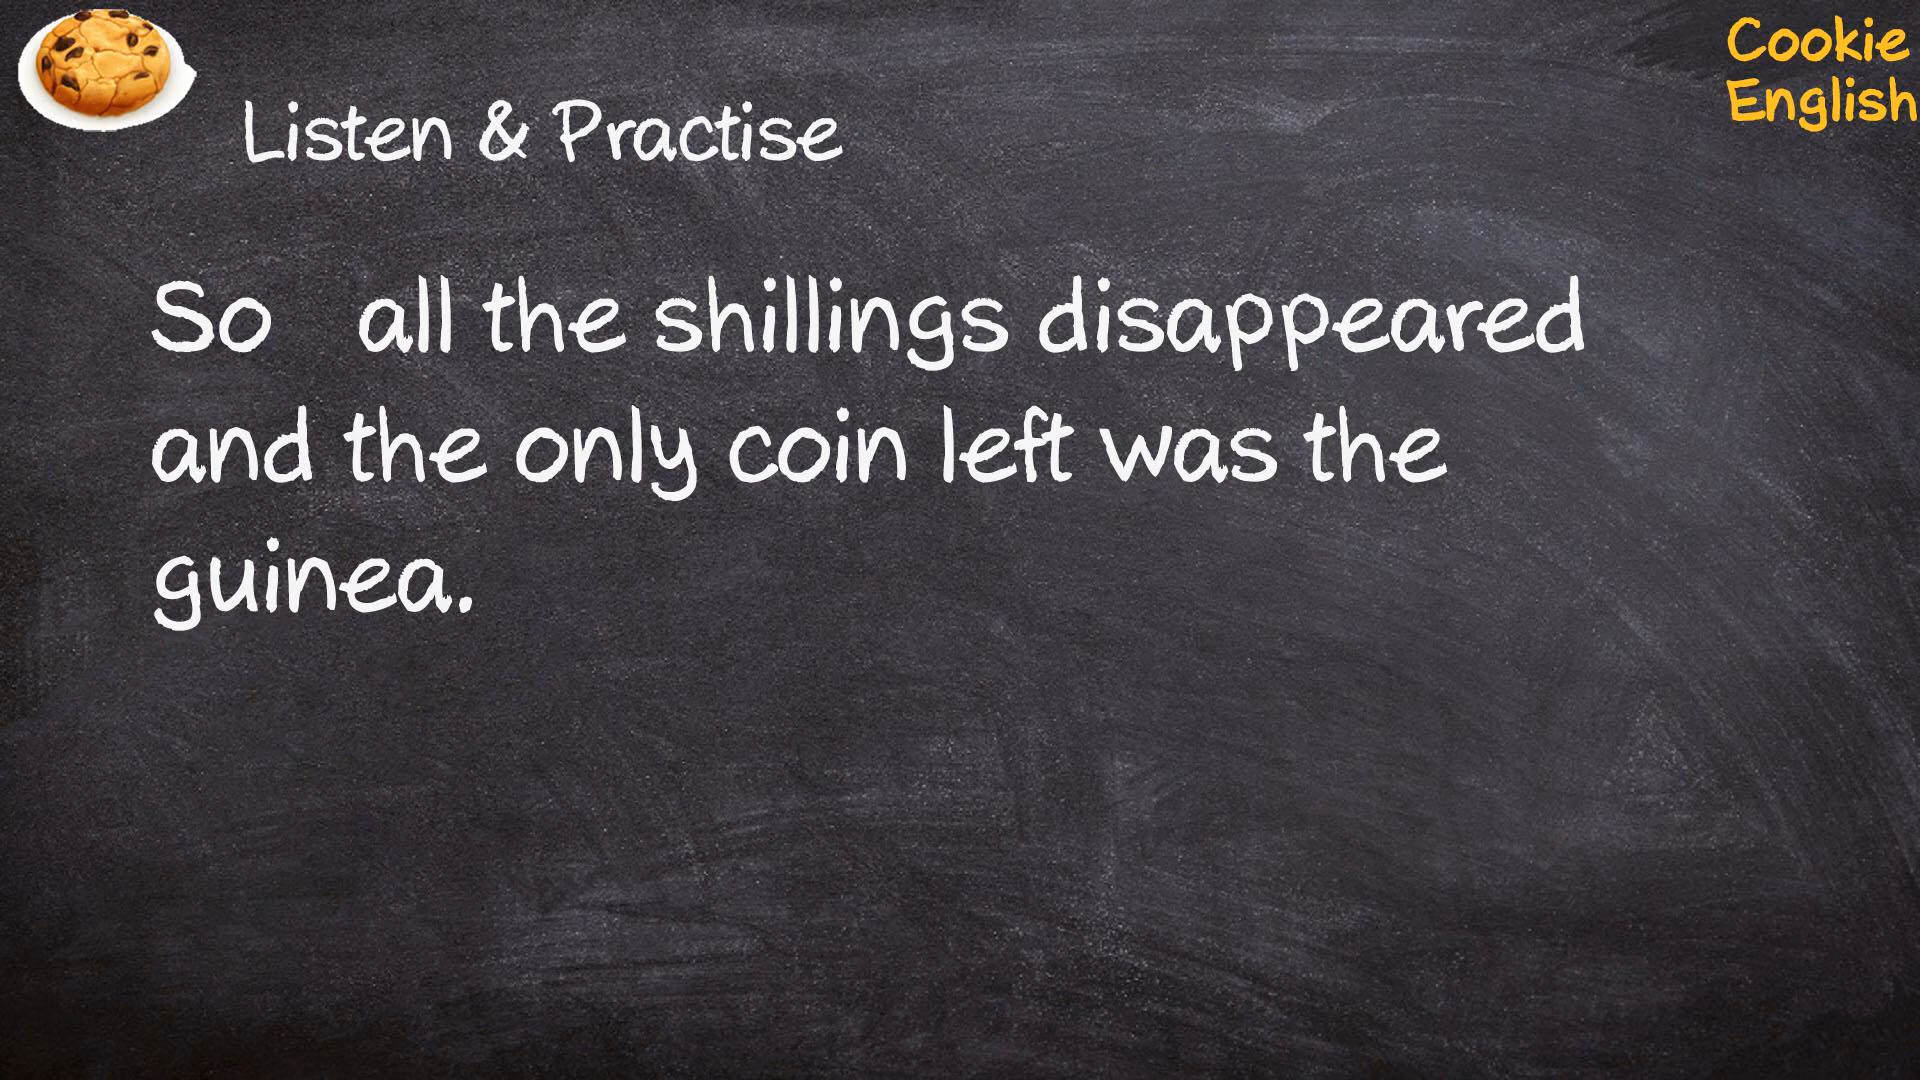 Cookie
English
Listen & Practise
So all the shillings disappeared
and the only coin left was the
guinea.